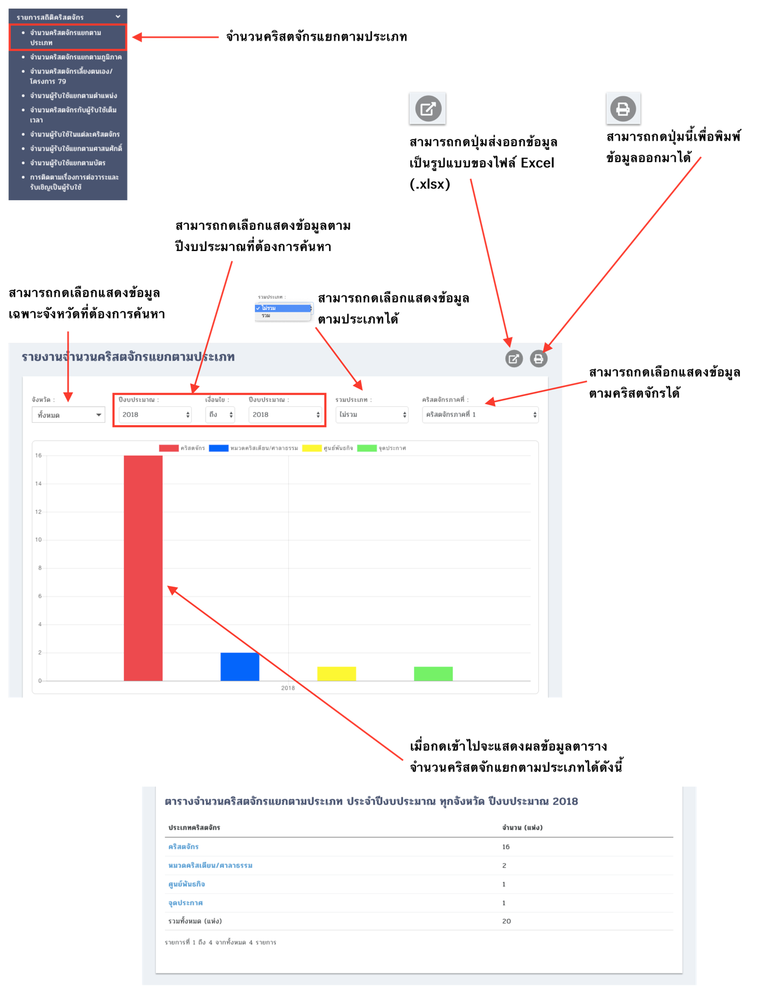 รายการสถิติคริสตจักร
จำนวนคริสตจักรแยกตาม
ประเภท
จำนวนคริสตจักรแยกตามภูมิภาค
จำนวนคริสตจักรเลี้ยงตนเอง/
โครงการ 79
จำนวนผู้รับใช้แยกตามตำแหน่ง
จำนวนคริสตจักรกับผู้รับใช้เต็ม
เวลา
จำนวนผู้รับใช้ในแต่ละคริสตจักร
จำนวนผู้รับใช้แยกตามศาสนศักดิ์
จำนวนผู้รับใช้แยกตามบัตร
การติดตามเรื่องการต่อวาระและ
รับเชิญเป็นผู้รับใช้
จำนวนคริสตจักรแยกตามประเภท
สามารถกดปุ่มส่งออกข้อมูล
เป็นรูปแบบของไฟล์ Excel
(.xlsx)
สามารถกดปุ่มนี้เพื่อพิมพ์
ข้อมูลออกมาได้
สามารถกดเลือกแสดงข้อมูลตาม
ปีงบประมาณที่ต้องการค้นหา
สามารถกดเลือกแสดงข้อมูล
เฉพาะจังหวัดที่ต้องการค้นหา
รวมประเภท :
✓ ไม่รวม
รวม
สามารถกดเลือกแสดงข้อมูล
ตามประเภทได้
รายงานจำนวนคริสตจักรแยกตามประเภท
สามารถกดเลือกแสดงข้อมูล
ตามคริสตจักรได้
จังหวัด : ปีงบประมาณ : เงื่อนไข : ปีงบประมาณ : รวมประเภท : คริสตจักรภาคที่ :
ทั้งหมด 2018 ถึง 2018 ไม่รวม คริสตจักรภาคที่ 1
คริสตจักร หมวดคริสเตียน/ศาลาธรรม ศูนย์พันธกิจ จุดประกาศ
16
14
12
10
8
6
4
2
0
2018
เมื่อกดเข้าไปจะแสดงผลข้อมูลตาราง
จำนวนคริสตจักแยกตามประเภทได้ดังนี้
ตารางจำนวนคริสตจักรแยกตามประเภท ประจำปีงบประมาณ ทุกจังหวัด ปีงบประมาณ 2018
ประเภทคริสตจักร จำนวน (แห่ง)
คริสตจักร 16
หมวดคริสเตียน/ศาลาธรรม 2
ศูนย์พันธกิจ 1
จุดประกาศ 1
รวมทั้งหมด (แห่ง) 20
รายการที่ 1 ถึง 4 จากทั้งหมด 4 รายการ